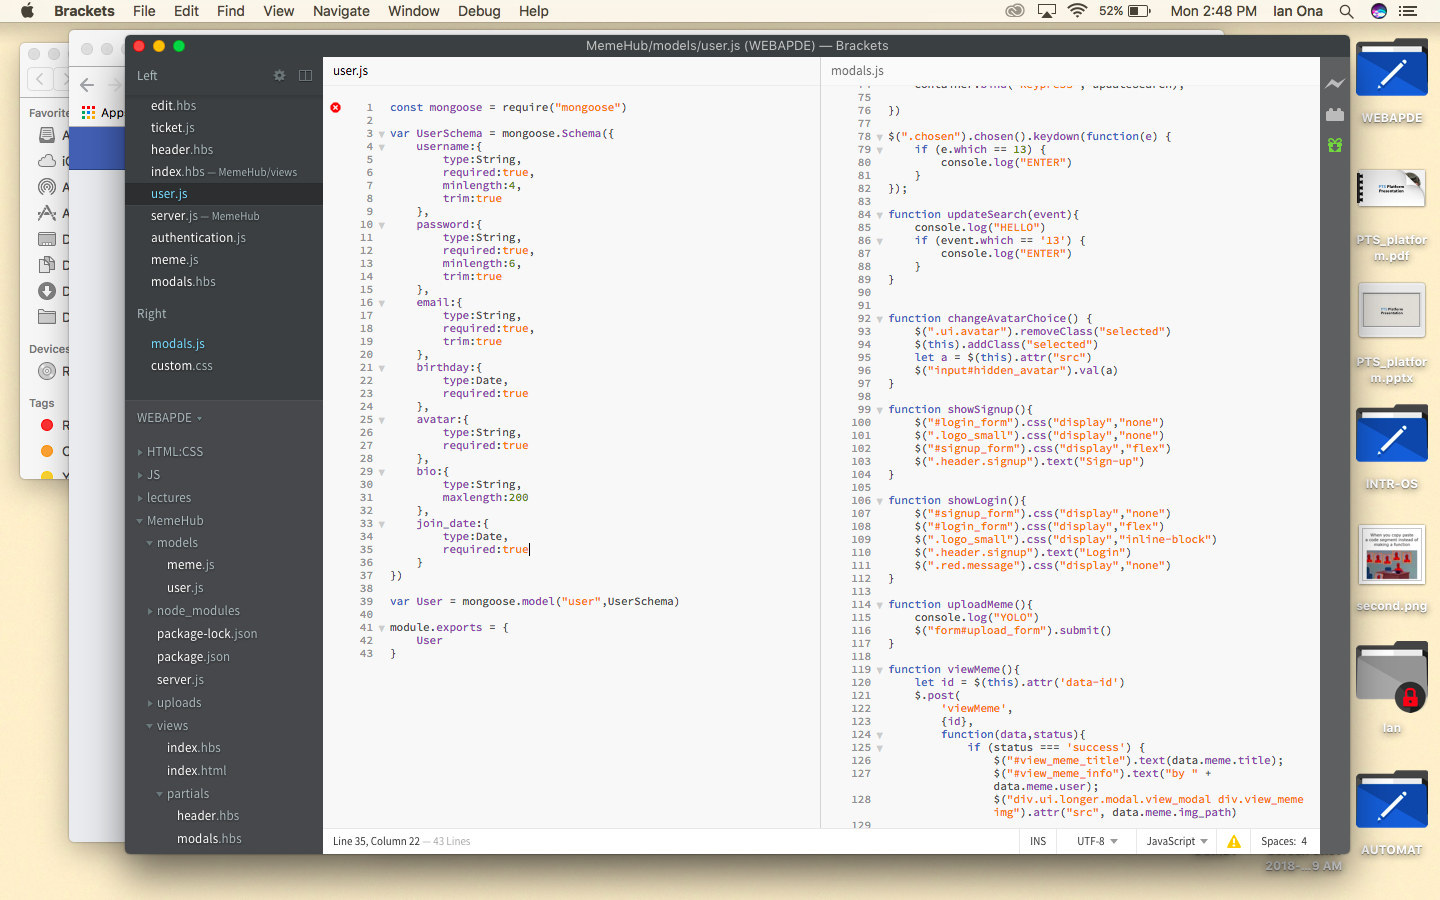 Brackets File Edit Find View Navigate Window Debug Help
52% Mon 2:48 PM Ian Ona
MemeHub/models/user.js (WEBAPDE) — Brackets
Left
edit.hbs
ticket.js
header.hbs
index.hbs — MemeHub/views
user.js
server.js — MemeHub
authentication.js
meme.js
modals.hbs
Right
modals.js
custom.css
WEBAPDE
HTML:CSS
JS
lectures
MemeHub
models
meme.js
user.js
node_modules
package-lock.json
package.json
server.js
uploads
views
index.hbs
index.html
partials
header.hbs
modals.hbs
Favorite
Devices
Tags
App
user.js
1 const mongoose = require("mongoose")
2
3 var UserSchema = mongoose.Schema({
4 username:{
5 type:String,
6 required:true,
7 minlength:4,
8 trim:true
9 },
10 password:{
11 type:String,
12 required:true,
13 minlength:6,
14 trim:true
15 },
16 email:{
17 type:String,
18 required:true,
19 trim:true
20 },
21 birthday:{
22 type:Date,
23 required:true
24 },
25 avatar:{
26 type:String,
27 required:true
28 },
29 bio:{
30 type:String,
31 maxlength:200
32 },
33 join_date:{
34 type:Date,
35 required:true
36 }
37 })
38
39 var User = mongoose.model("user",UserSchema)
40
41 module.exports = {
42 User
43 }
modals.js
75
76 })
77
78 $(".chosen").chosen().keydown(function(e) {
79 if (e.which == 13) {
80 console.log("ENTER")
81 }
82 });
83
84 function updateSearch(event){
85 console.log("HELLO")
86 if (event.which == '13') {
87 console.log("ENTER")
88 }
89 }
90
91
92 function changeAvatarChoice() {
93 $(".ui.avatar").removeClass("selected")
94 $(this).addClass("selected")
95 let a = $(this).attr("src")
96 $("input#hidden_avatar").val(a)
97 }
98
99 function showSignup(){
100 $("#login_form").css("display","none")
101 $(".logo_small").css("display","none")
102 $("#signup_form").css("display","flex")
103 $(".header.signup").text("Sign-up")
104 }
105
106 function showLogin(){
107 $("#signup_form").css("display","none")
108 $("#login_form").css("display","flex")
109 $(".logo_small").css("display","inline-block")
110 $(".header.signup").text("Login")
111 $(".red.message").css("display","none")
112 }
113
114 function uploadMeme(){
115 console.log("YOLO")
116 $("form#upload_form").submit()
117 }
118
119 function viewMeme(){
120 let id = $(this).attr('data-id')
121 $.post(
122 'viewMeme',
123 {id},
124 function(data,status){
125 if (status === 'success') {
126 $("#view_meme_title").text(data.meme.title);
127 $("#view_meme_info").text("by " +
data.meme.user);
128 $("div.ui.longer.modal.view_modal div.view_meme
img").attr("src", data.meme.img_path)
129
Line 35, Column 22 — 43 Lines
INS UTF-8 JavaScript Spaces: 4
WEBAPDE
PTS Platform
Presentation
PTS_platfor
m.pdf
PTS_platfor
m.pptx
INTR-OS
When you copy paste
a code segment instead of
making a function
second.png
Ian
AUTOMAT
2018-...9 AM